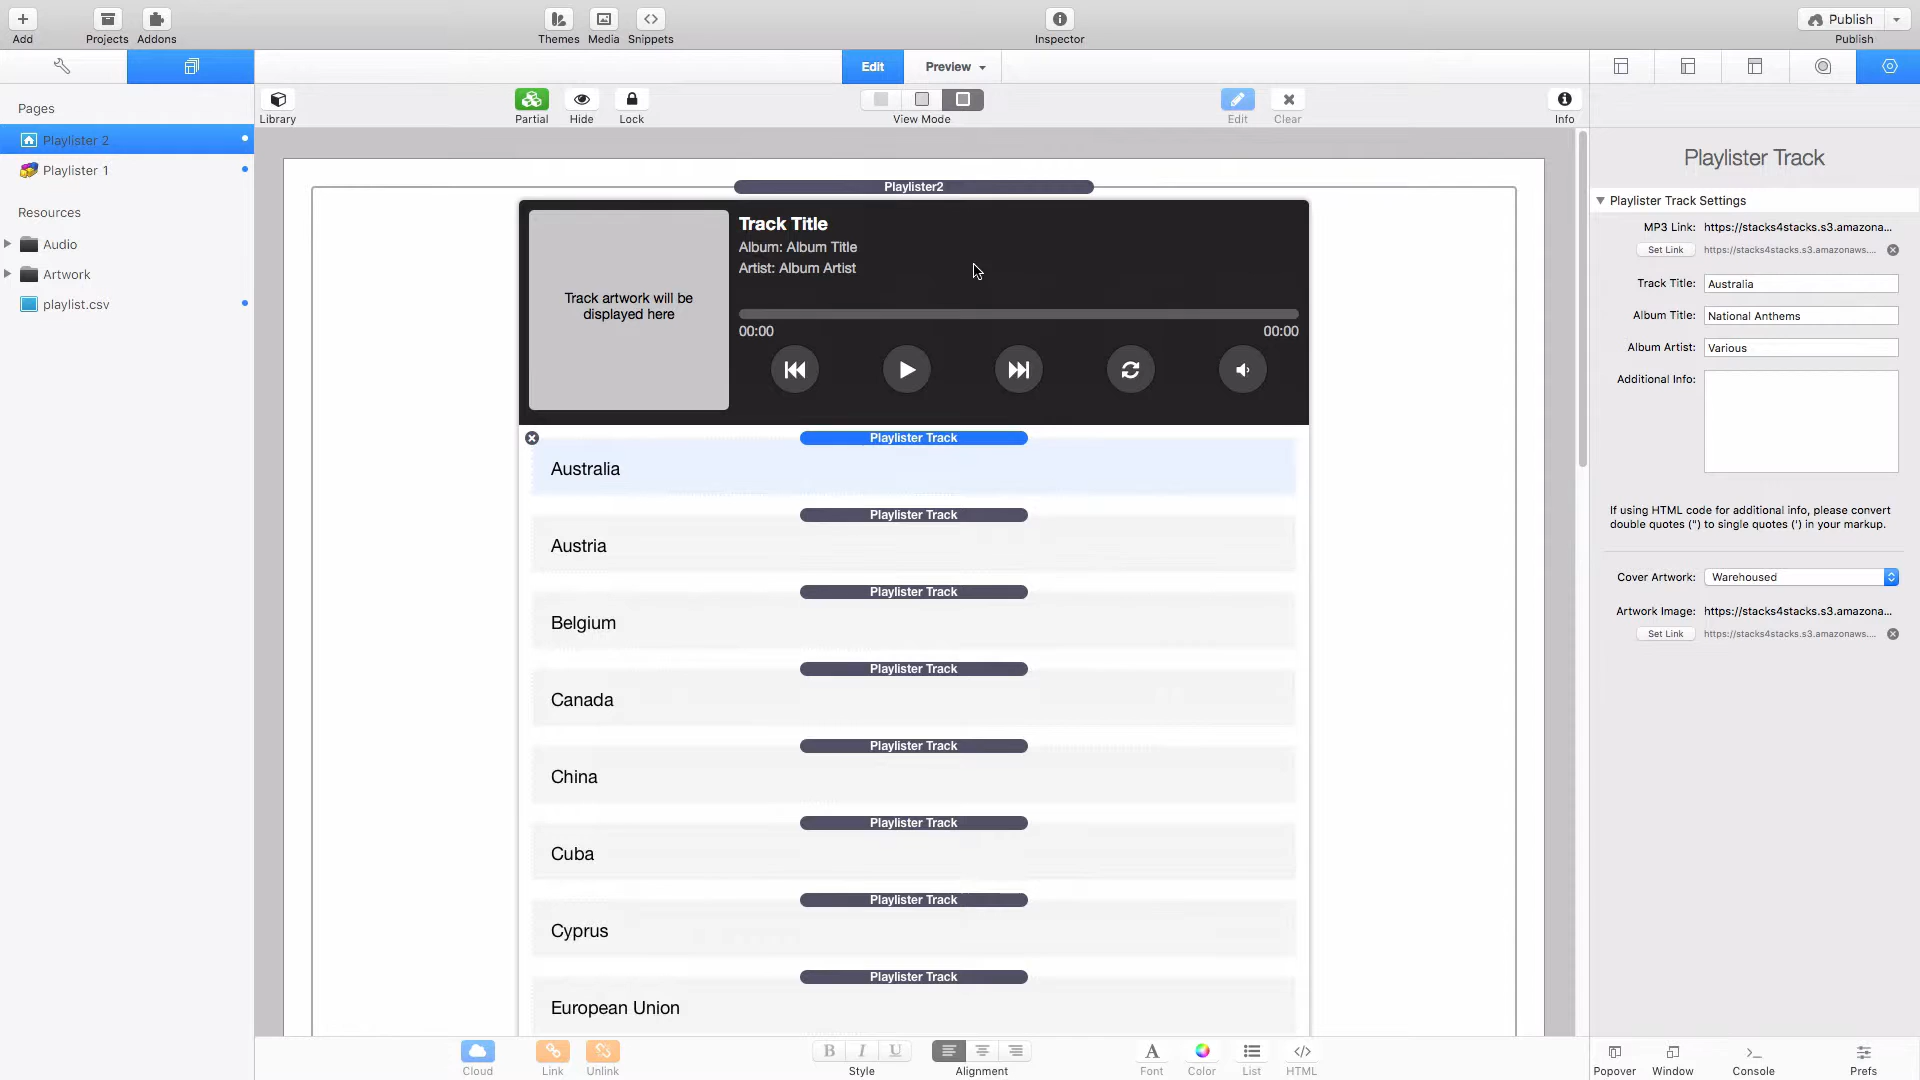 Add
Projects
Addons
Themes
Media
Snippets
Inspector
Publish
Publish
Edit
Preview
Library
Partial
Hide
Lock
View Mode
Edit
Clear
Info
Pages
Playlister 2
Playlister 1
Resources
Audio
Artwork
playlist.csv
Playlister2
Track artwork will be
displayed here
Track Title
Album: Album Title
Artist: Album Artist
00:00
00:00
Playlister Track
Australia
Playlister Track
Austria
Playlister Track
Belgium
Playlister Track
Canada
Playlister Track
China
Playlister Track
Cuba
Playlister Track
Cyprus
Playlister Track
European Union
Playlister Track
Playlister Track Settings
MP3 Link: https://stacks4stacks.s3.amazona...
Set Link https://stacks4stacks.s3.amazonaws....
Track Title: Australia
Album Title: National Anthems
Album Artist: Various
Additional Info:
If using HTML code for additional info, please convert
double quotes (") to single quotes (') in your markup.
Cover Artwork: Warehoused
Artwork Image: https://stacks4stacks.s3.amazona...
Set Link https://stacks4stacks.s3.amazonaws....
Cloud
Link
Unlink
B I U
Style
Alignment
A
Font
Color
List
HTML
Popover
Window
Console
Prefs